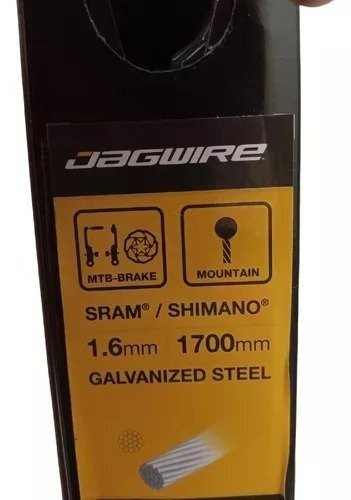 JAGWIRE
MTB-BRAKE
MOUNTAIN
SRAM® / SHIMANO®
1.6mm 1700mm
GALVANIZED STEEL